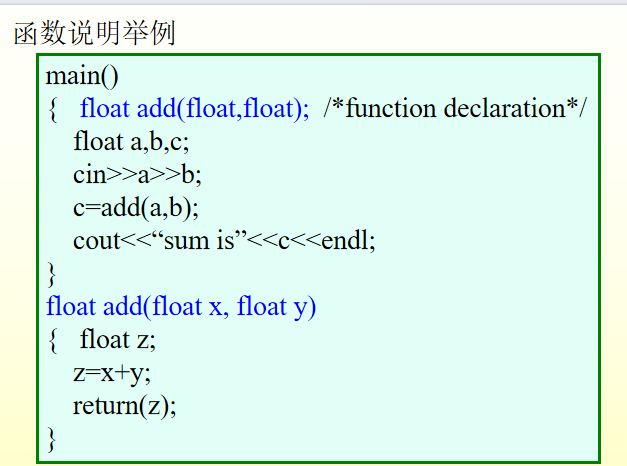 函数说明举例
main()
{ float add(float,float); /*function declaration*/
float a,b,c;
cin>>a>>b;
c=add(a,b);
cout<<“sum is”<<c<<endl;
}
float add(float x, float y)
{ float z;
z=x+y;
return(z);
}